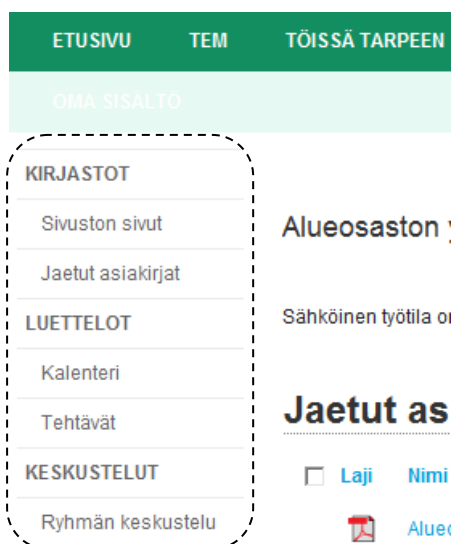 ETUSIVU TEM TÖISSÄ TARPEEN
OMA SISÄLTÖ
KIRJASTOT
Sivuston sivut
Jaetut asiakirjat
LUETTELOT
Kalenteri
Tehtävät
KESKUSTELUT
Ryhmän keskustelu
Alueosaston
Sähköinen työtila
Jaetut as
Laji Nimi